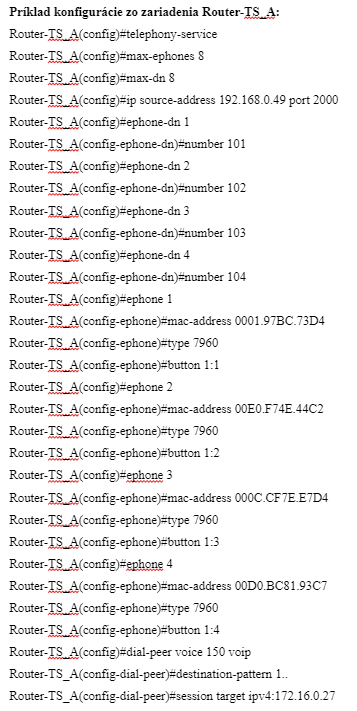 Príklad konfigurácie zo zariadenia Router-TS_A:
Router-TS_A(config)#telephony-service
Router-TS_A(config)#max-ephones 8
Router-TS_A(config)#max-dn 8
Router-TS_A(config)#ip source-address 192.168.0.49 port 2000
Router-TS_A(config)#ephone-dn 1
Router-TS_A(config-ephone-dn)#number 101
Router-TS_A(config)#ephone-dn 2
Router-TS_A(config-ephone-dn)#number 102
Router-TS_A(config)#ephone-dn 3
Router-TS_A(config-ephone-dn)#number 103
Router-TS_A(config)#ephone-dn 4
Router-TS_A(config-ephone-dn)#number 104
Router-TS_A(config)#ephone 1
Router-TS_A(config-ephone)#mac-address 0001.97BC.73D4
Router-TS_A(config-ephone)#type 7960
Router-TS_A(config-ephone)#button 1:1
Router-TS_A(config)#ephone 2
Router-TS_A(config-ephone)#mac-address 00E0.F74E.44C2
Router-TS_A(config-ephone)#type 7960
Router-TS_A(config-ephone)#button 1:2
Router-TS_A(config)#ephone 3
Router-TS_A(config-ephone)#mac-address 000C.CF7E.E7D4
Router-TS_A(config-ephone)#type 7960
Router-TS_A(config-ephone)#button 1:3
Router-TS_A(config)#ephone 4
Router-TS_A(config-ephone)#mac-address 00D0.BC81.93C7
Router-TS_A(config-ephone)#type 7960
Router-TS_A(config-ephone)#button 1:4
Router-TS_A(config)#dial-peer voice 150 voip
Router-TS_A(config-dial-peer)#destination-pattern 1..
Router-TS_A(config-dial-peer)#session target ipv4:172.16.0.27